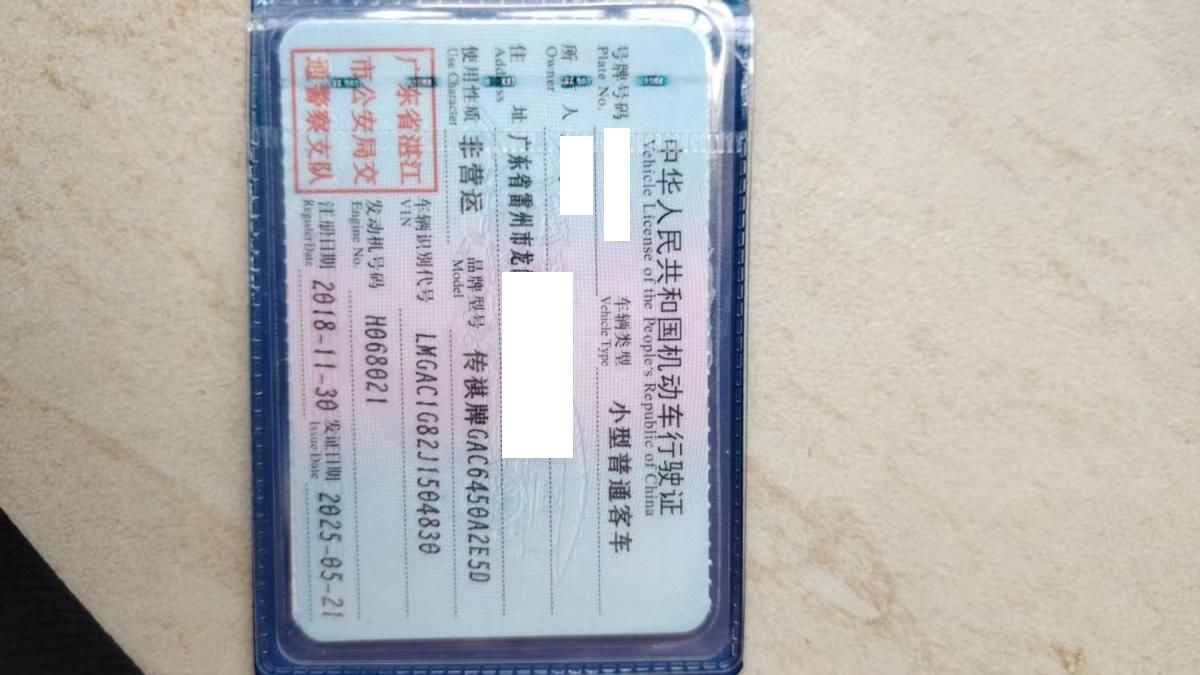 中华人民共和国机动车行驶证
Vehicle License of the People's Republic of China
号牌号码
Plate No.
车辆类型 小型普通客车
Vehicle Type
所 人
Owner
住 址 广东省雷州市龙
Address
使用性质 非营运
Use Character
品牌型号 传祺牌GAC6450A2E5D
Model
广东省湛江
市公安局交
通警察支队
车辆识别代号 LMGAC1G82J1504830
VIN
发动机号码 H068021
Engine No.
注册日期 2018-11-30
Register Date
发证日期 2025-05-21
Issue Date